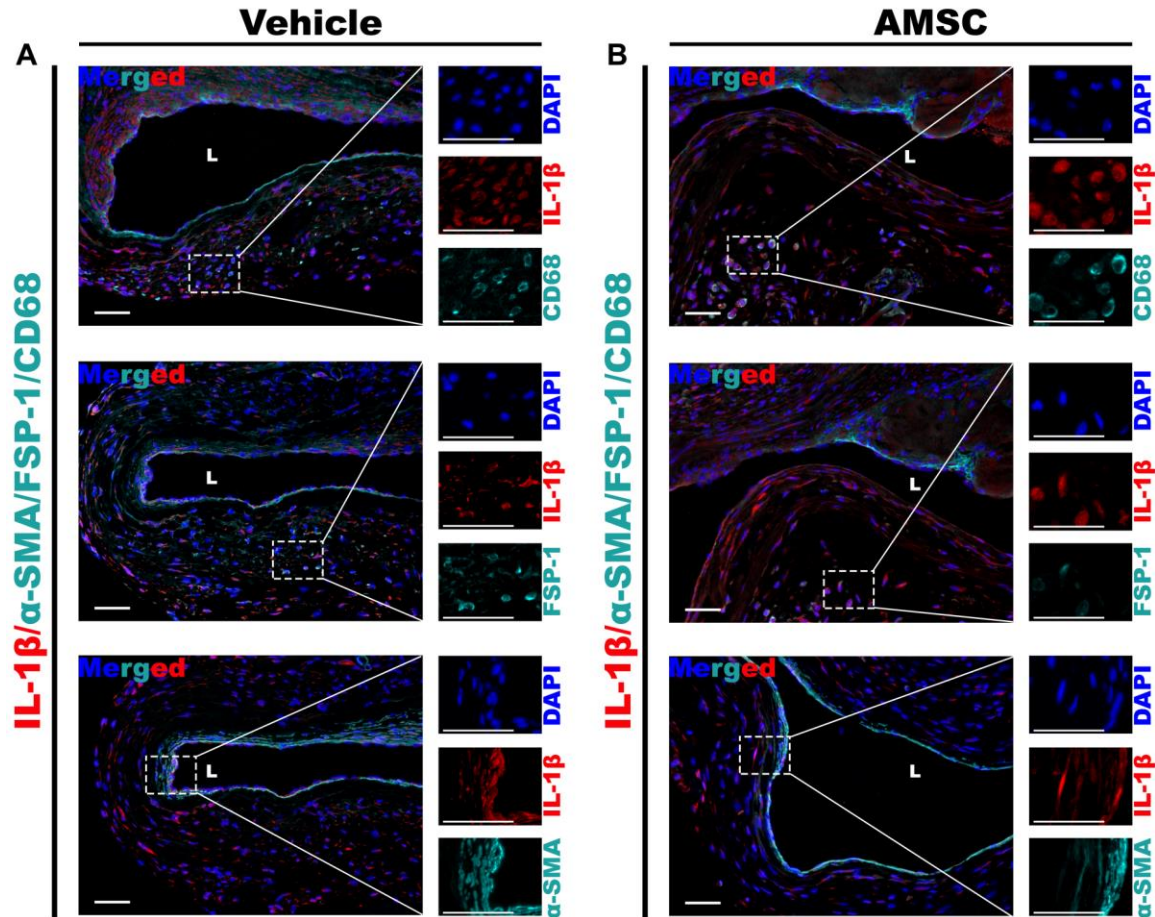 Vehicle
A
IL-1β/α-SMA/FSP-1/CD68
Merged
L
DAPI
IL-1β
CD68
Merged
L
DAPI
IL-1β
FSP-1
Merged
L
DAPI
IL-1β
α-SMA
AMSC
B
IL-1β/α-SMA/FSP-1/CD68
Merged
L
DAPI
IL-1β
CD68
Merged
L
DAPI
IL-1β
FSP-1
Merged
L
DAPI
IL-1β
α-SMA